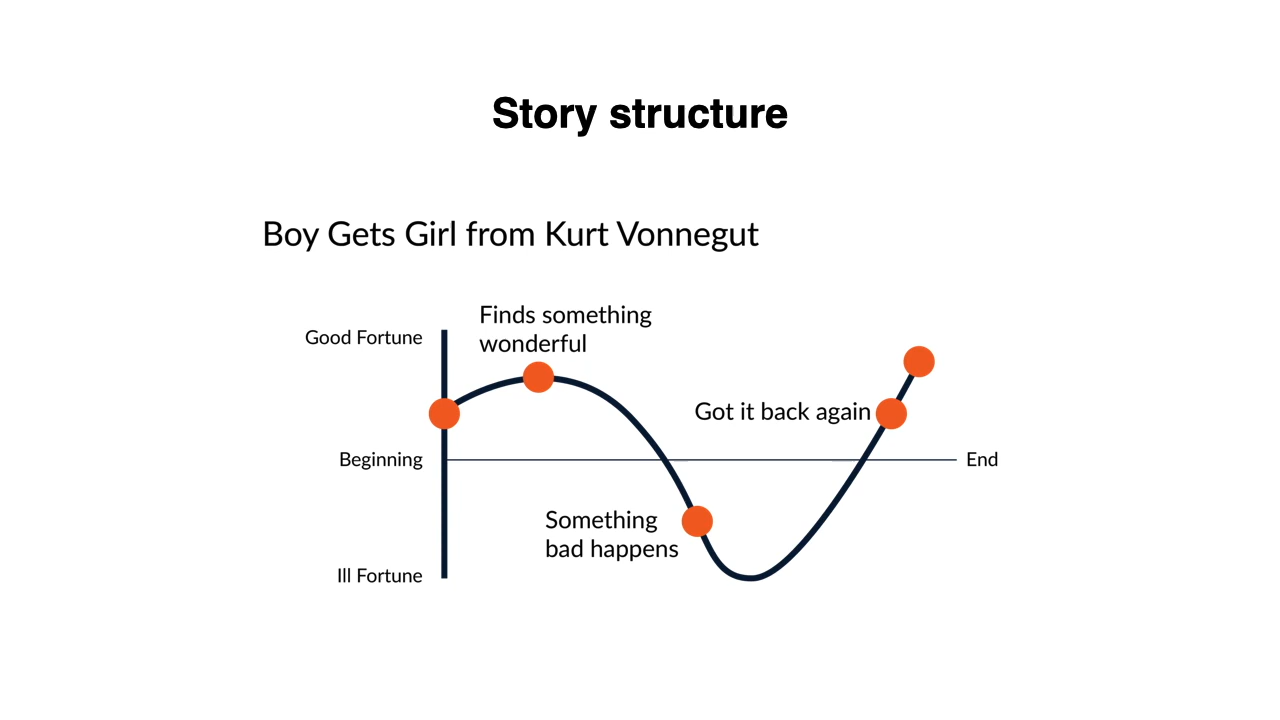 Story structure
Boy Gets Girl from Kurt Vonnegut
Finds something
wonderful
Good Fortune
Got it back again
Beginning
End
Something
bad happens
Ill Fortune